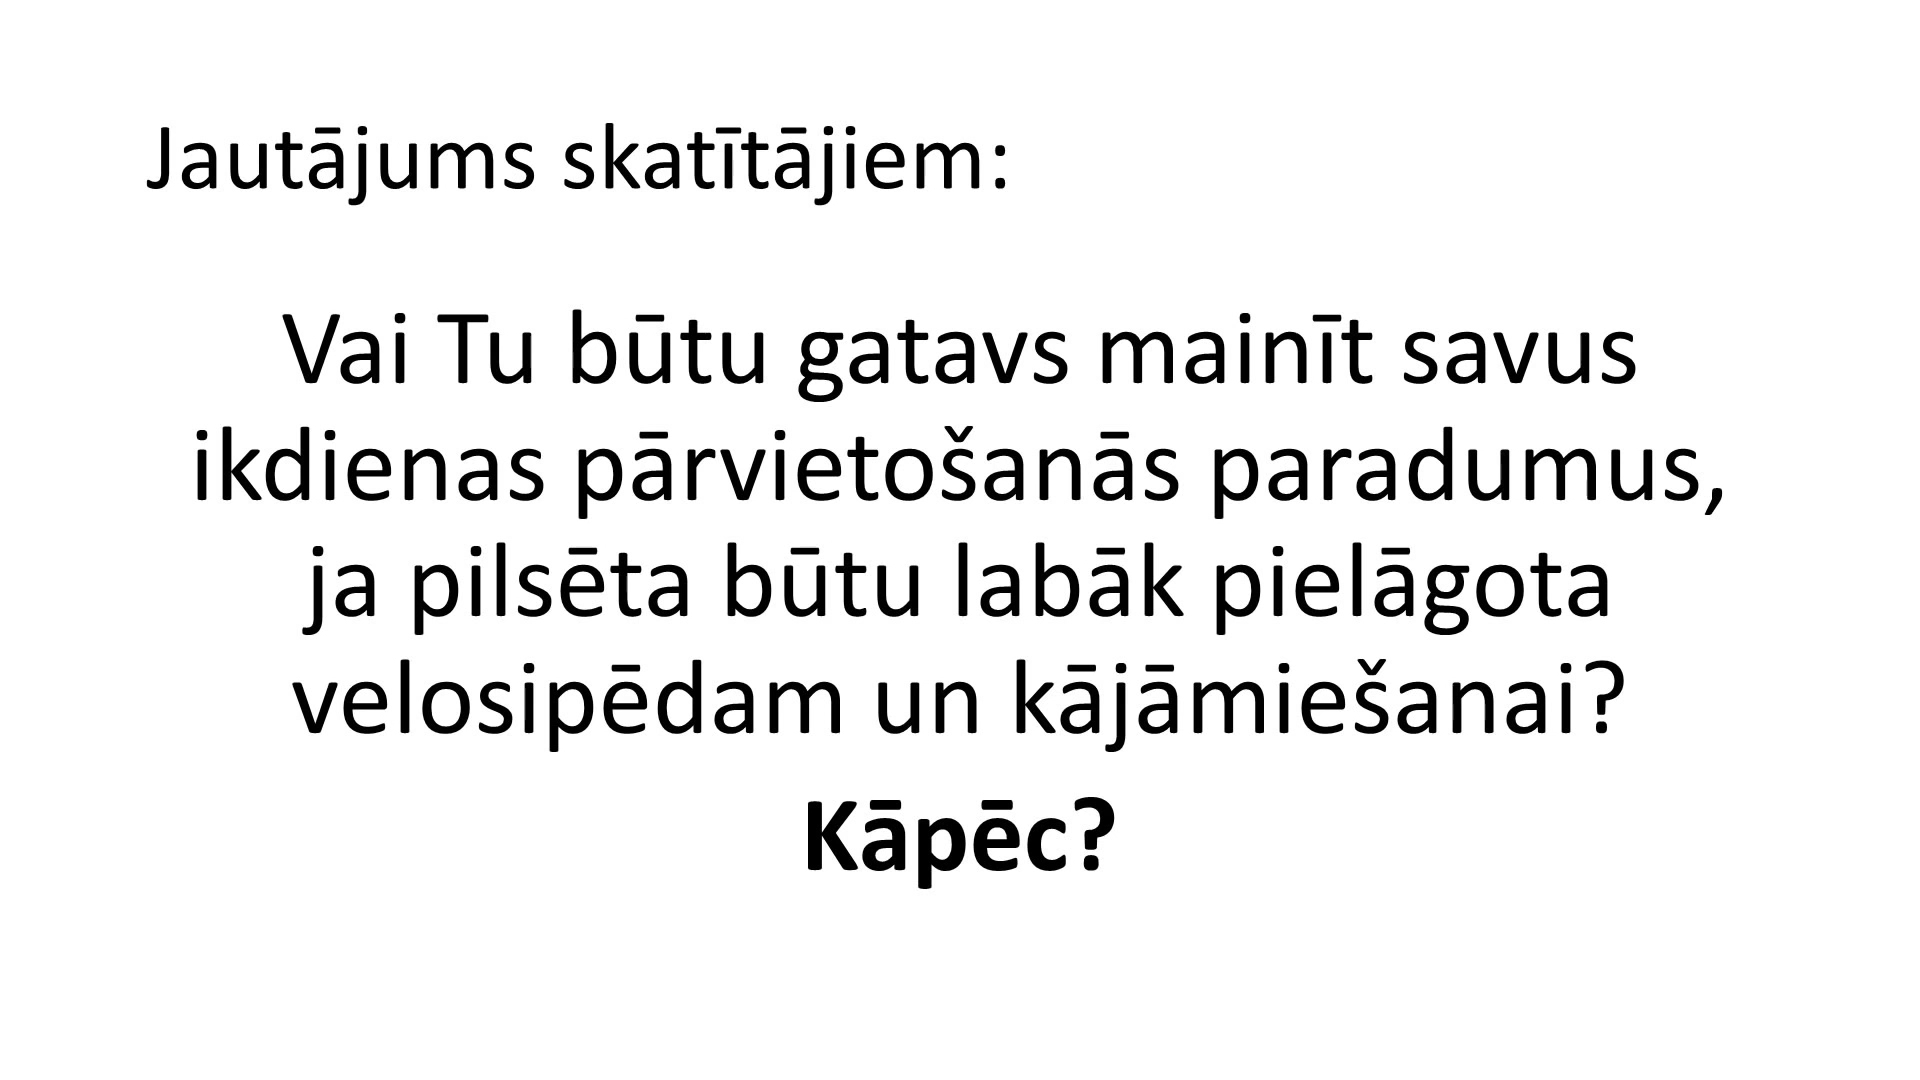 Jautājums skatītājiem:
Vai Tu būtu gatavs mainīt savus
ikdienas pārvietošanās paradumus,
ja pilsēta būtu labāk pielāgota
velosipēdam un kājāmiešanai?
Kāpēc?